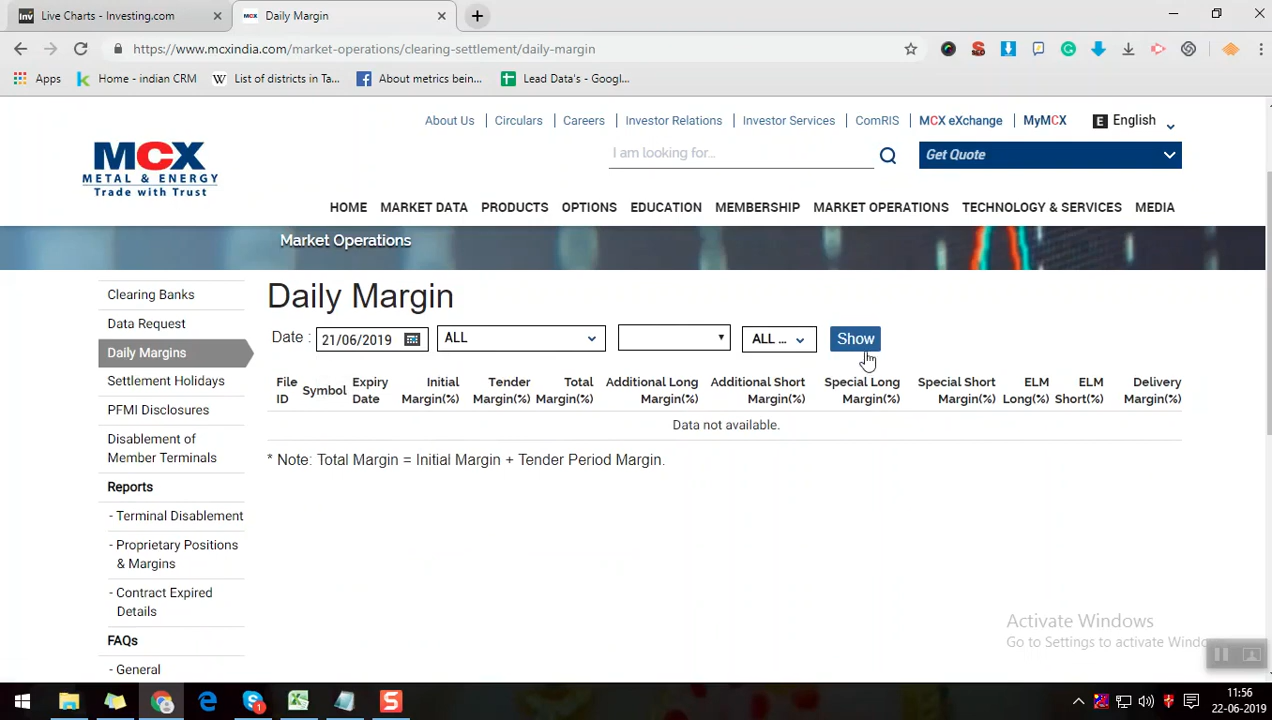 Live Charts - Investing.com
Daily Margin
https://www.mcxindia.com/market-operations/clearing-settlement/daily-margin
Apps
Home - indian CRM
List of districts in Ta...
About metrics bein...
Lead Data's - Googl...
About Us
Circulars
Careers
Investor Relations
Investor Services
ComRIS
MCX eXchange
MyMCX
E English
MCX
METAL & ENERGY
Trade with Trust
I am looking for...
Get Quote
HOME
MARKET DATA
PRODUCTS
OPTIONS
EDUCATION
MEMBERSHIP
MARKET OPERATIONS
TECHNOLOGY & SERVICES
MEDIA
Market Operations
Clearing Banks
Data Request
Daily Margins
Settlement Holidays
PFMI Disclosures
Disablement of
Member Terminals
Reports
- Terminal Disablement
- Proprietary Positions
& Margins
- Contract Expired
Details
FAQs
- General
Daily Margin
Date : 21/06/2019 ALL ALL ... Show
File ID
Symbol
Expiry Date
Initial Margin(%)
Tender Margin(%)
Total Margin(%)
Additional Long Margin(%)
Additional Short Margin(%)
Special Long Margin(%)
Special Short Margin(%)
ELM Long(%)
ELM Short(%)
Delivery Margin(%)
Data not available.
* Note: Total Margin = Initial Margin + Tender Period Margin.
Activate Windows
Go to Settings to activate
11:56
22-06-2019